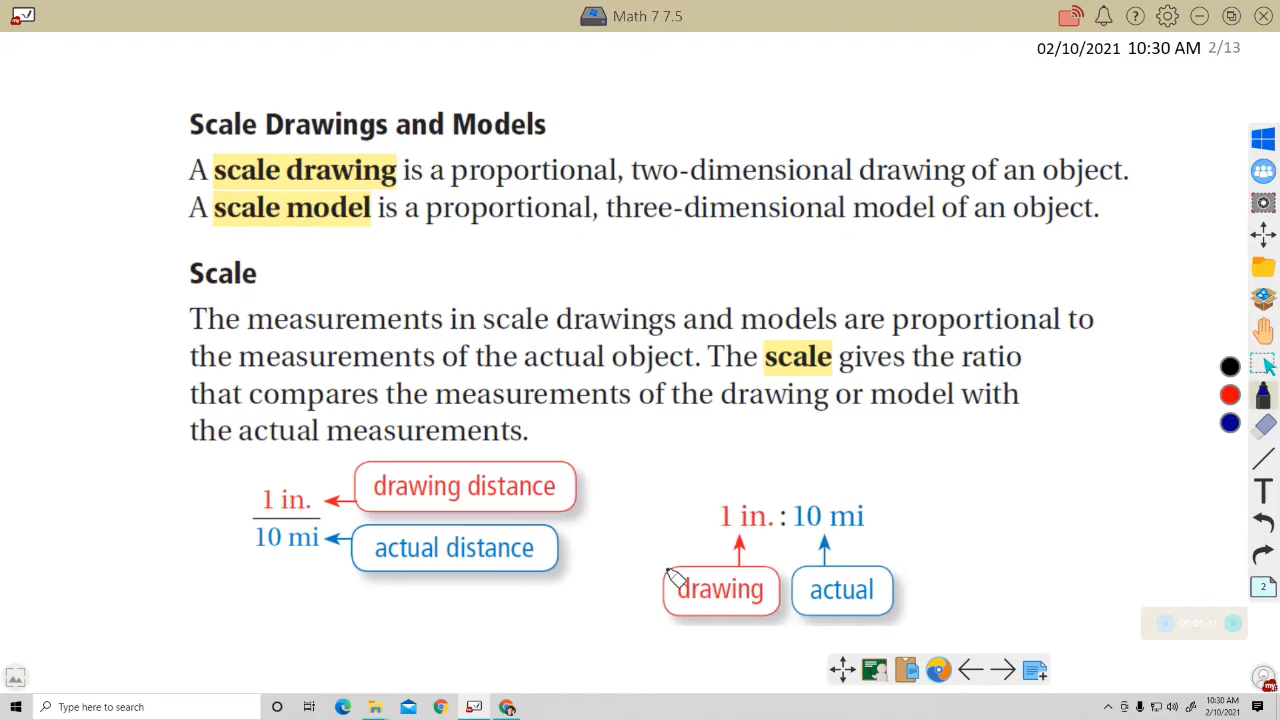 Math 7 7.5
02/10/2021 10:30 AM 2/13
Scale Drawings and Models
A scale drawing is a proportional, two-dimensional drawing of an object.
A scale model is a proportional, three-dimensional model of an object.
Scale
The measurements in scale drawings and models are proportional to
the measurements of the actual object. The scale gives the ratio
that compares the measurements of the drawing or model with
the actual measurements.
1 in. drawing distance
10 mi actual distance
1 in. : 10 mi
drawing actual
2
Type here to search
10:30 AM
2/10/2021